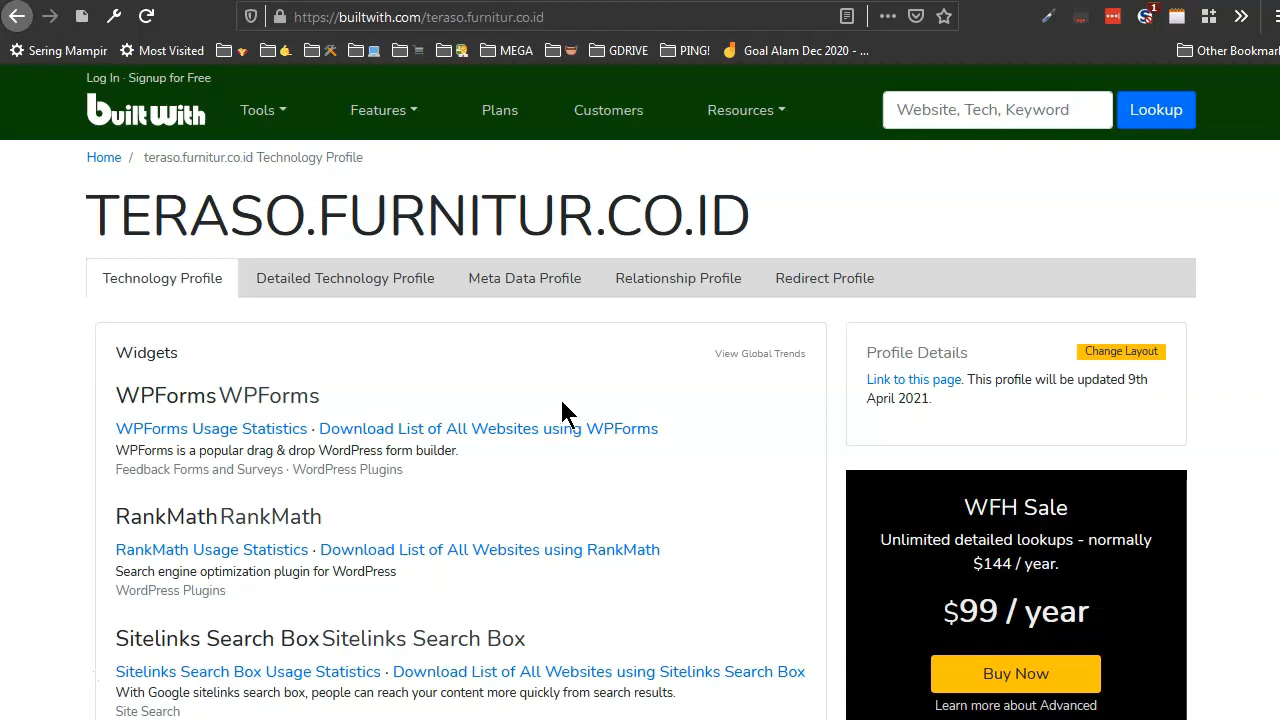 https://builtwith.com/teraso.furnitur.co.id
1
Sering Mampir
Most Visited
MEGA
GDRIVE
PING!
Goal Alam Dec 2020 - ...
Other Bookmar
Log In · Signup for Free
builtwith
Tools
Features
Plans
Customers
Resources
Website, Tech, Keyword
Lookup
Home / teraso.furnitur.co.id Technology Profile
TERASO.FURNITUR.CO.ID
Technology Profile
Detailed Technology Profile
Meta Data Profile
Relationship Profile
Redirect Profile
Widgets
View Global Trends
WPForms WPForms
WPForms Usage Statistics · Download List of All Websites using WPForms
WPForms is a popular drag & drop WordPress form builder.
Feedback Forms and Surveys · WordPress Plugins
RankMath RankMath
RankMath Usage Statistics · Download List of All Websites using RankMath
Search engine optimization plugin for WordPress
WordPress Plugins
Sitelinks Search Box Sitelinks Search Box
Sitelinks Search Box Usage Statistics · Download List of All Websites using Sitelinks Search Box
With Google sitelinks search box, people can reach your content more quickly from search results.
Site Search
Profile Details
Change Layout
Link to this page. This profile will be updated 9th
April 2021.
WFH Sale
Unlimited detailed lookups - normally
$144 / year.
$99 / year
Buy Now
Learn more about Advanced